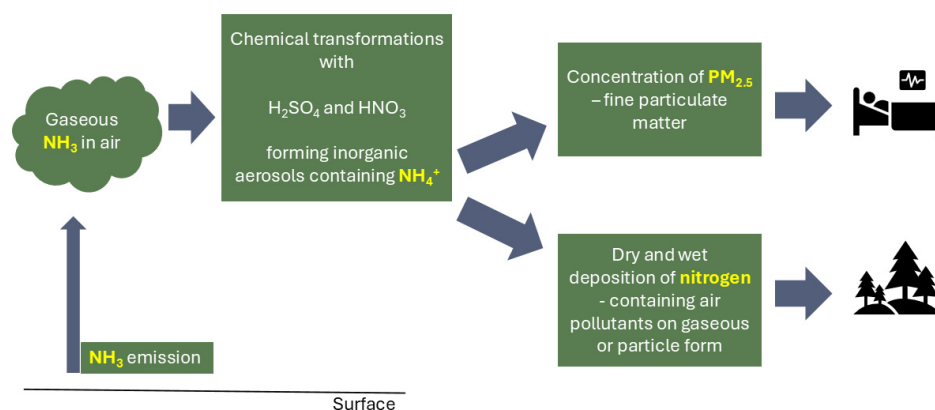 Gaseous
NH₃ in air
Chemical transformations
with
H₂SO₄ and HNO₃
forming inorganic
aerosols containing NH₄⁺
Concentration of PM₂.₅
– fine particulate
matter
Dry and wet
deposition of nitrogen
- containing air
pollutants on gaseous
or particle form
NH₃ emission
Surface